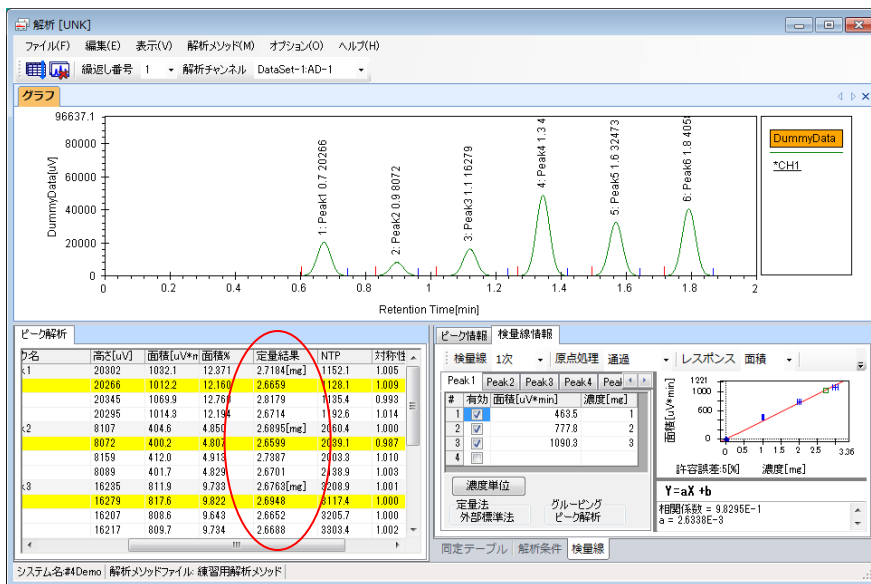 解析 [UNK]
ファイル(F) 編集(E) 表示(V) 解析メソッド(M) オプション(O) ヘルプ(H)
繰返し番号 1 解析チャンネル DataSet-1:AD-1
グラフ
96637.1
80000
60000
40000
20000
0
DummyData[uV]
1: Peak1 0.7 20266
2: Peak2 0.9 8072
3: Peak3 1.1 16279
4: Peak4 1.3 4
5: Peak5 1.6 32473
6: Peak6 1.8 405
0 0.2 0.4 0.6 0.8 1 1.2 1.4 1.6 1.8 2
Retention Time[min]
DummyData
*CH1
ピーク解析
ク名 高さ[uV] 面積[uV*m 面積% 定量結果 NTP 対称性
k1 20302 1032.1 12.371 2.7184[mg] 1152.1 1.005
20266 1012.2 12.160 2.6659 1128.1 1.009
20345 1069.9 12.760 2.8179 1135.4 0.993
20295 1014.3 12.194 2.6714 1192.6 1.014
k2 8107 404.6 4.850 2.6895[mg] 2060.4 1.000
8072 400.2 4.807 2.6599 2039.1 0.987
8159 412.0 4.913 2.7387 2003.3 1.010
8089 401.7 4.829 2.6701 2138.9 1.003
k3 16235 811.9 9.733 2.6763[mg] 3208.9 1.001
16279 817.6 9.822 2.6948 3117.4 1.000
16207 808.6 9.643 2.6652 3205.7 1.000
16217 809.7 9.734 2.6688 3303.4 1.002
ピーク情報 検量線情報
検量線 1次 原点処理 通過 レスポンス 面積
Peak1 Peak2 Peak3 Peak4 Peal
# 有効 面積[uV*min] 濃度[mg]
1 463.5 1
2 777.8 2
3 1090.3 3
4
濃度単位
定量法 グルーピング
外部標準法 ピーク解析
面積[uV*min]
1221
1000
600
0
0 0.5 1 1.5 2 2.5 3.36
許容誤差:5[%] 濃度[mg]
Y=aX +b
相関係数 = 9.8295E-1
a = 2.6338E-3
同定テーブル 解析条件 検量線
システム名:#4Demo 解析メソッドファイル: 練習用解析メソッド